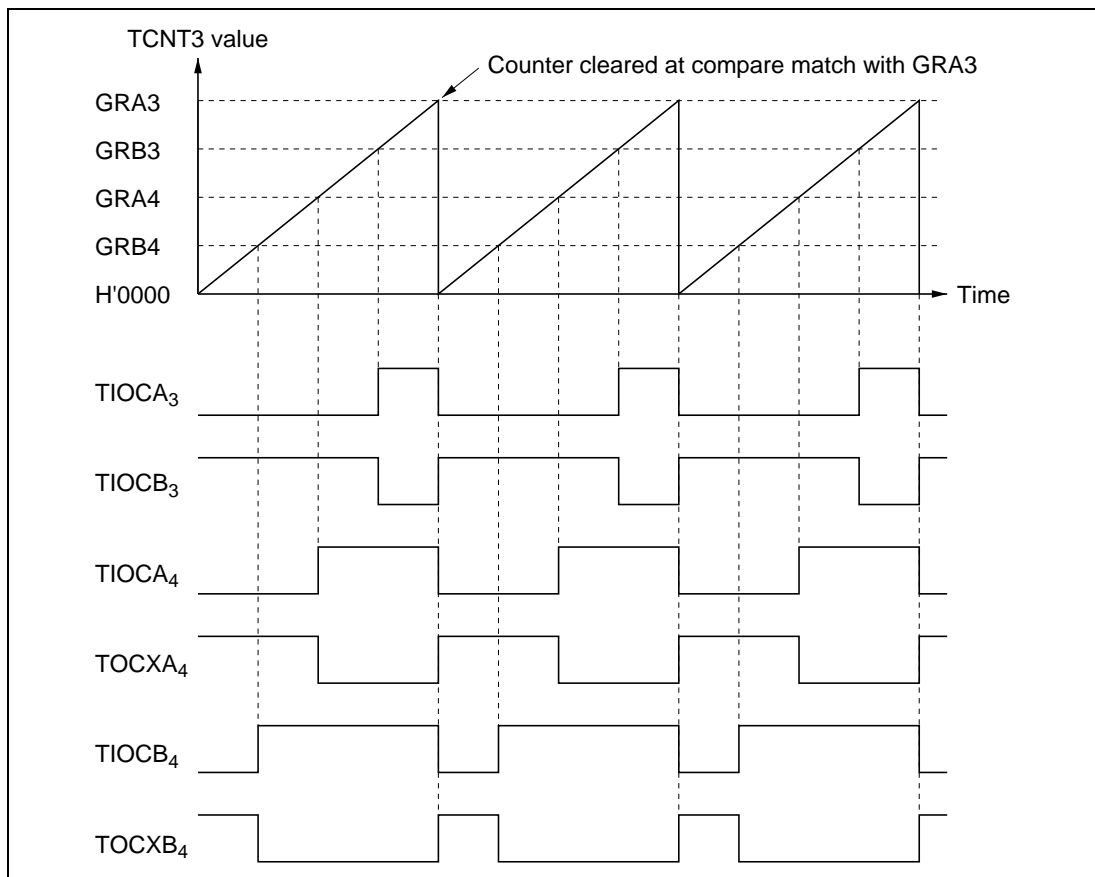 TCNT3 value
Counter cleared at compare match with GRA3
GRA3
GRB3
GRA4
GRB4
H'0000
Time
TIOCA3
TIOCB3
TIOCA4
TOCXA4
TIOCB4
TOCXB4